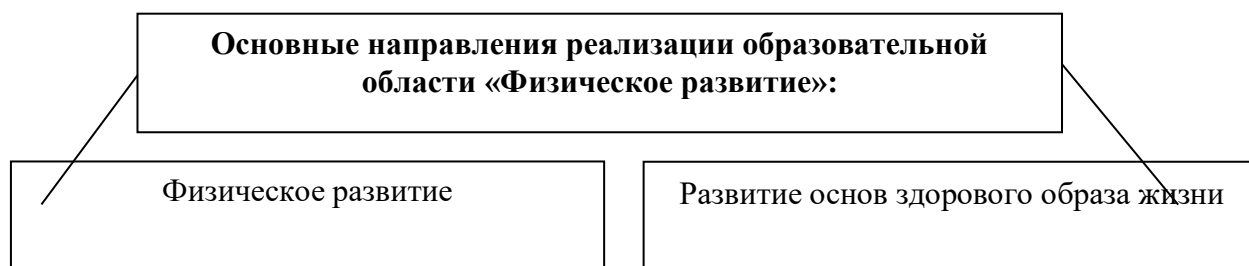 Основные направления реализации образовательной
области «Физическое развитие»:
Физическое развитие
Развитие основ здорового образа жизни